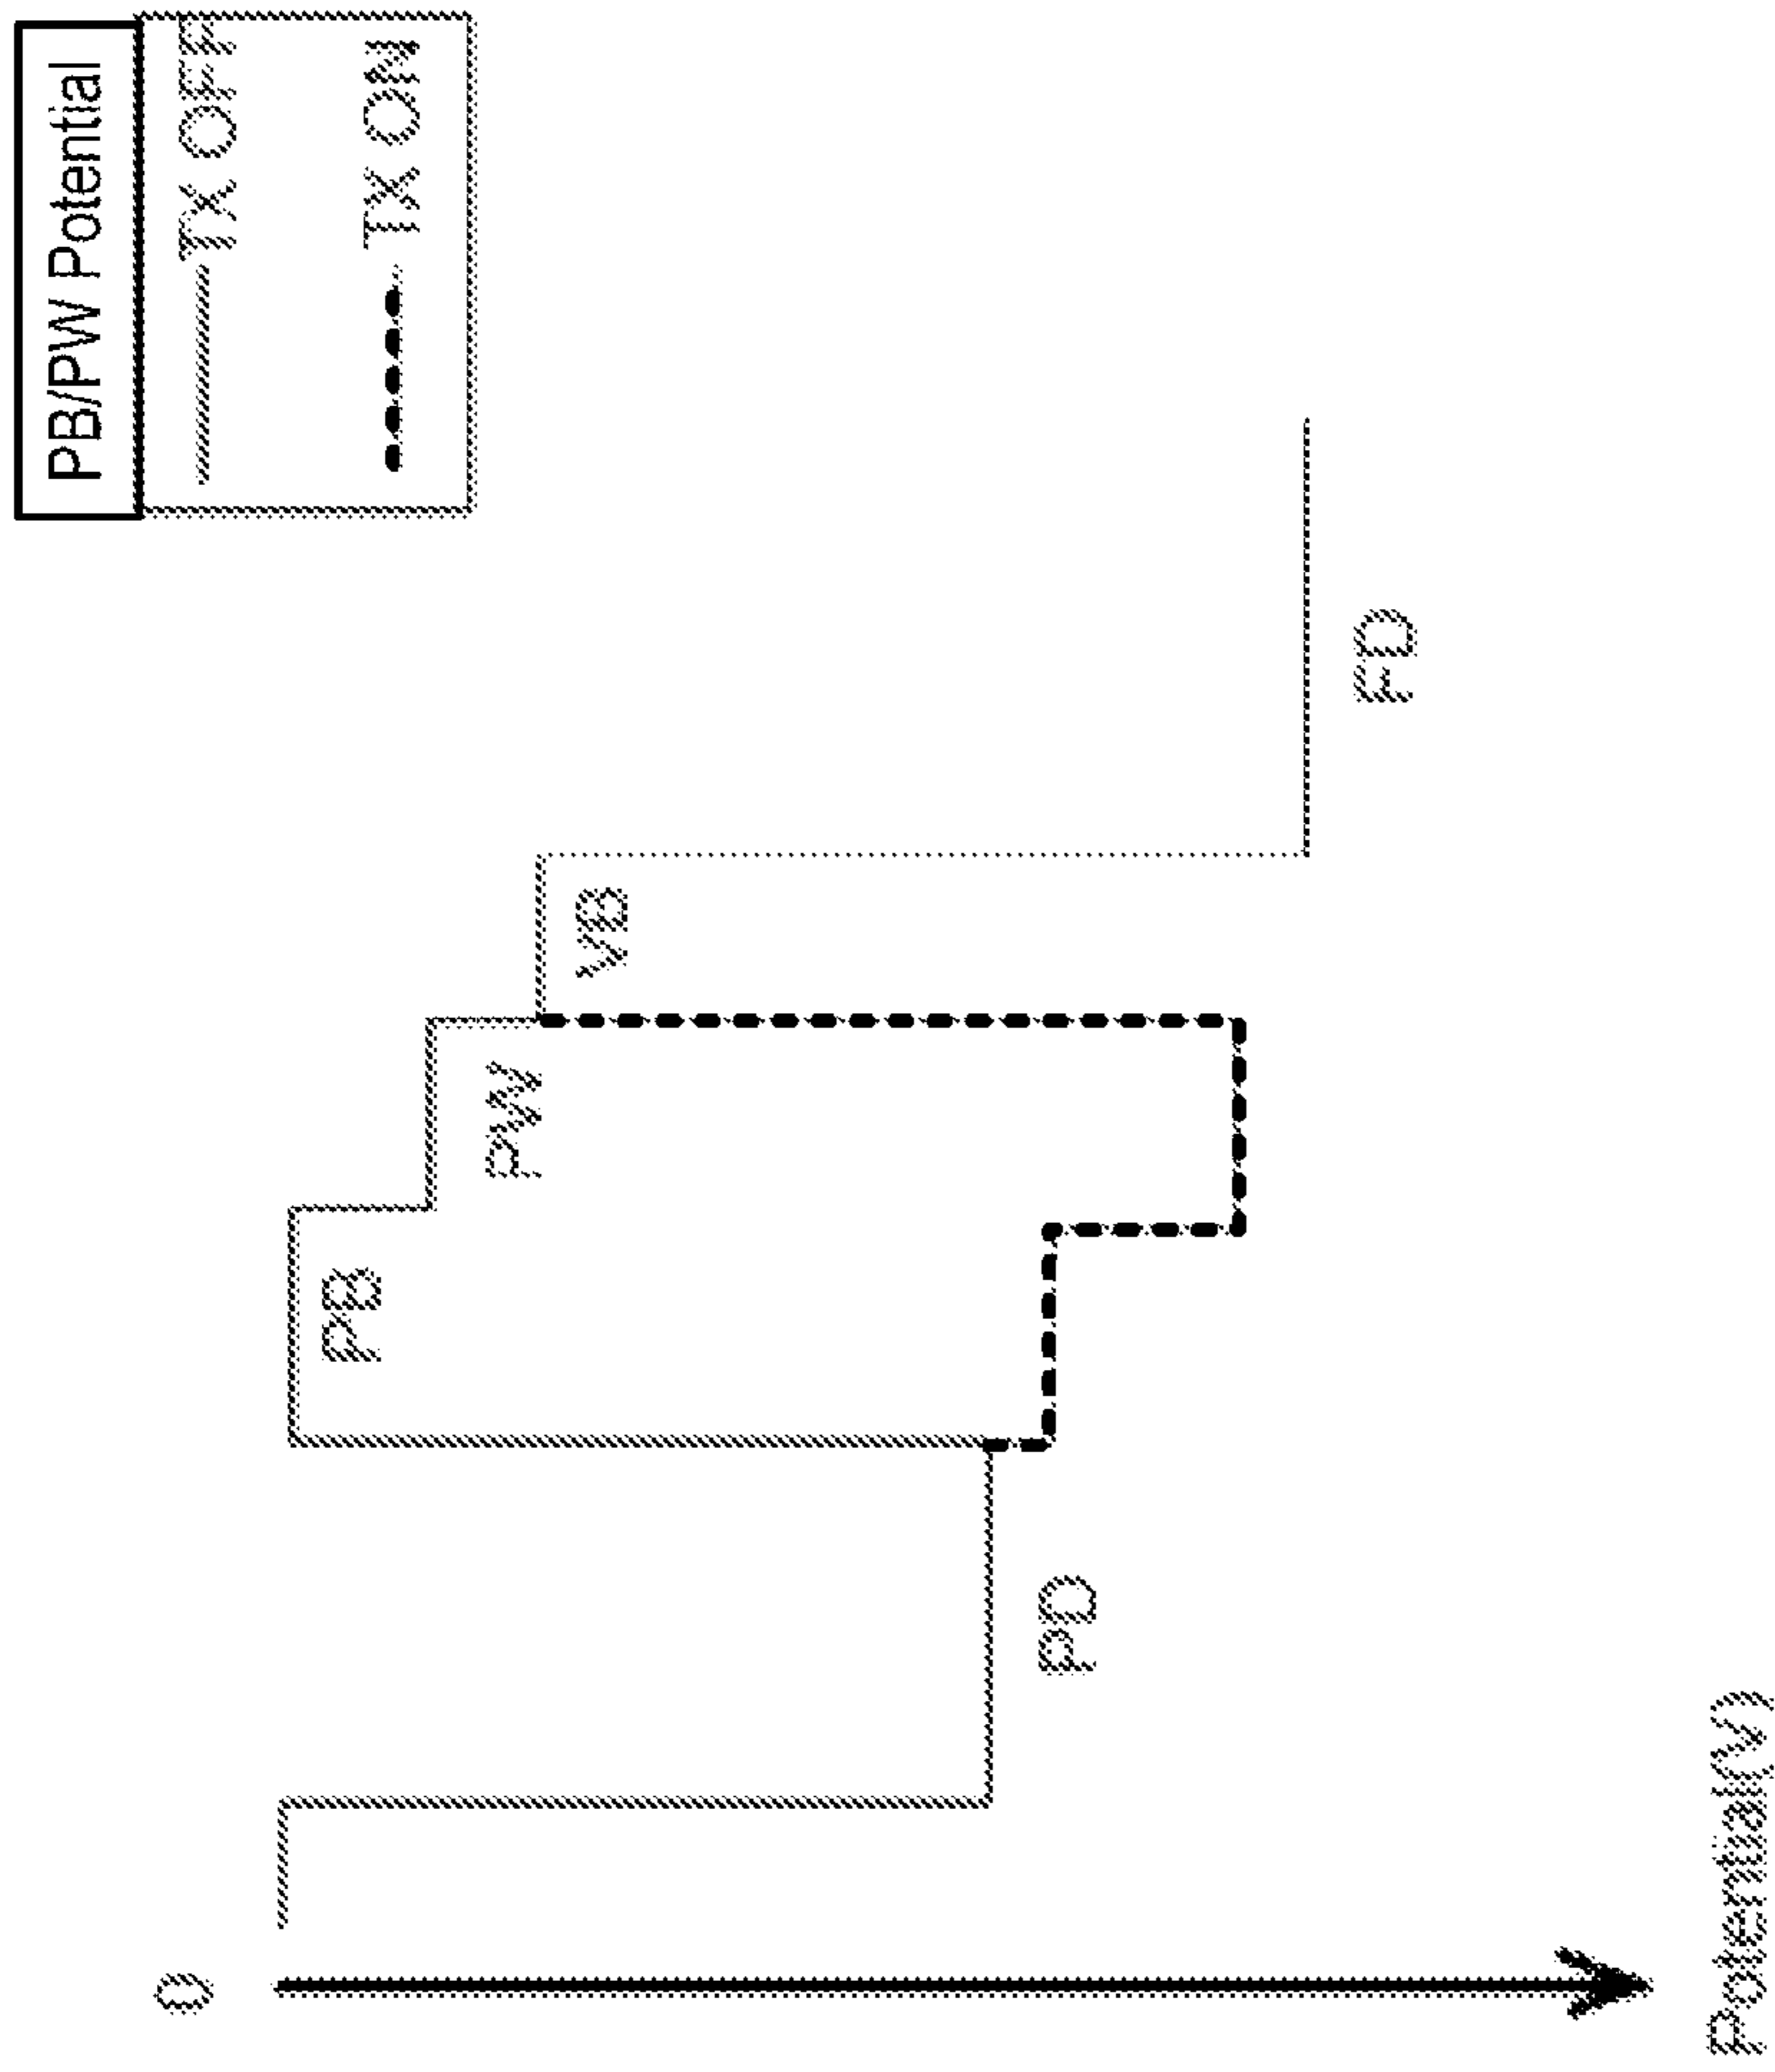 PB/PW Potential
TX OFF
TX ON
0
PB
PW
VB
PD
FD
Potential(V)